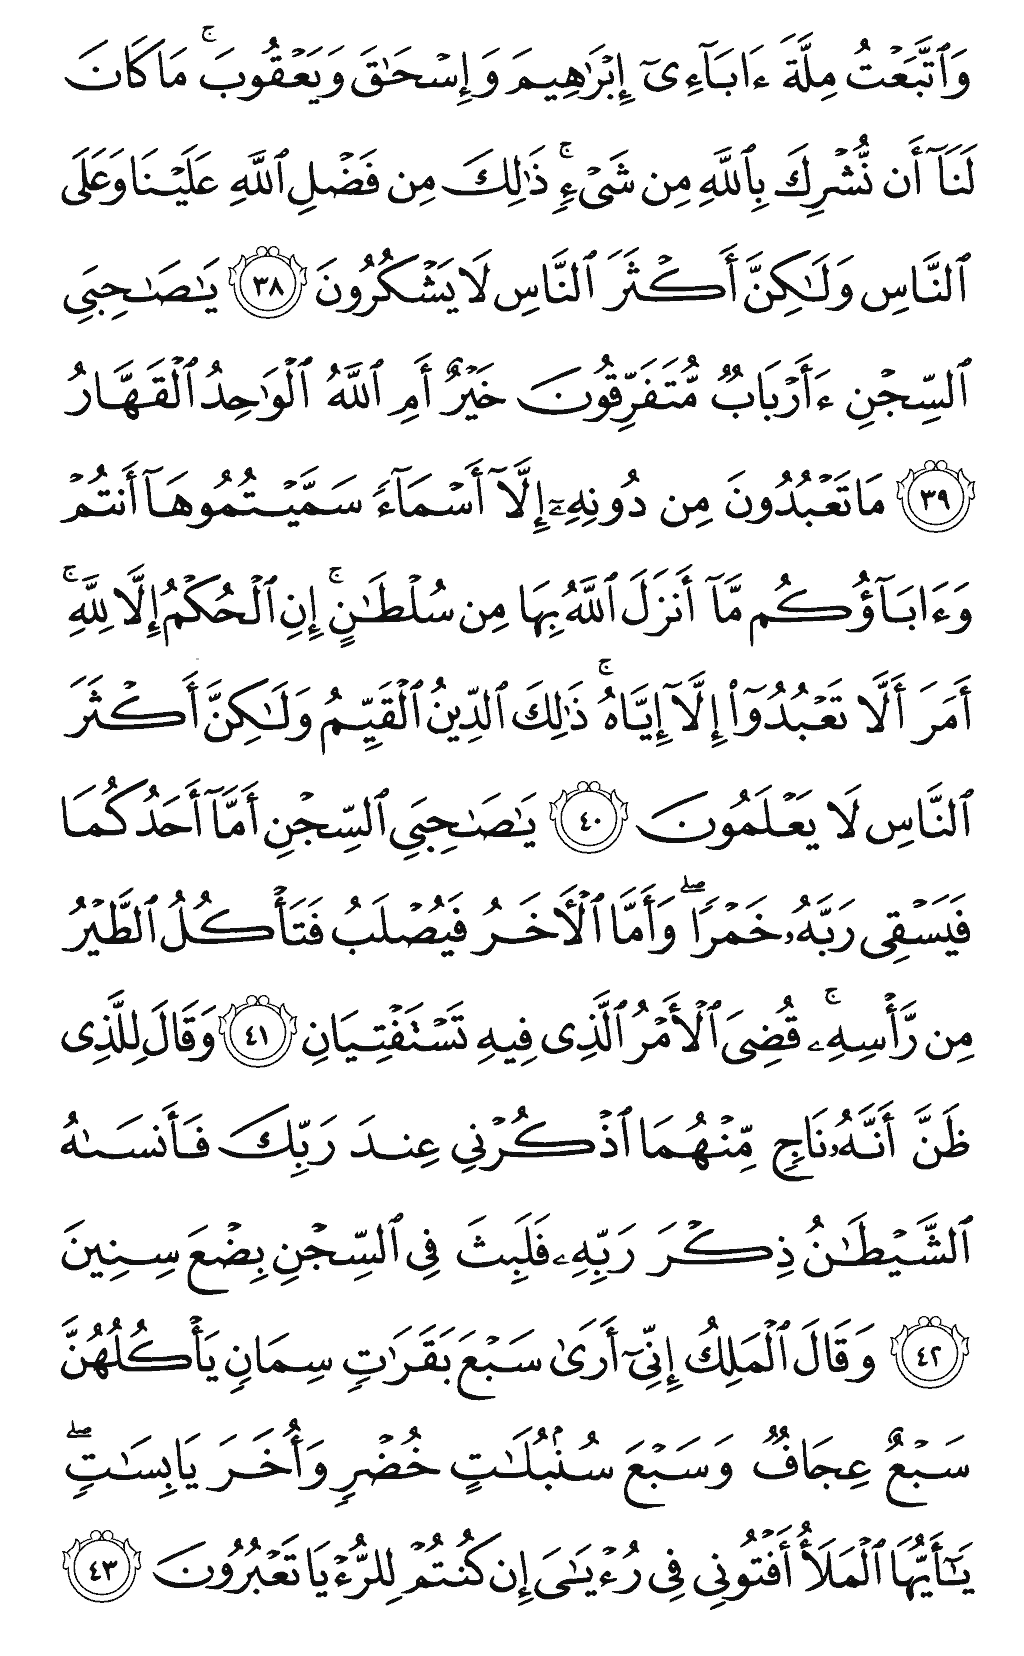 وَٱتَّبَعۡتُ مِلَّةَ ءَابَآءِيٓ إِبۡرَٰهِيمَ وَإِسۡحَٰقَ وَيَعۡقُوبَۚ مَا كَانَ
لَنَآ أَن نُّشۡرِكَ بِٱللَّهِ مِن شَيۡءٖۚ ذَٰلِكَ مِن فَضۡلِ ٱللَّهِ عَلَيۡنَا وَعَلَى
ٱلنَّاسِ وَلَٰكِنَّ أَكۡثَرَ ٱلنَّاسِ لَا يَشۡكُرُونَ ٣٨ يَٰصَٰحِبَيِ
ٱلسِّجۡنِ ءَأَرۡبَابٞ مُّتَفَرِّقُونَ خَيۡرٌ أَمِ ٱللَّهُ ٱلۡوَٰحِدُ ٱلۡقَهَّارُ
٣٩ مَا تَعۡبُدُونَ مِن دُونِهِۦٓ إِلَّآ أَسۡمَآءٗ سَمَّيۡتُمُوهَآ أَنتُمۡ
وَءَابَآؤُكُم مَّآ أَنزَلَ ٱللَّهُ بِهَا مِن سُلۡطَٰنٍۚ إِنِ ٱلۡحُكۡمُ إِلَّا لِلَّهِۚ
أَمَرَ أَلَّا تَعۡبُدُوٓاْ إِلَّآ إِيَّاهُۚ ذَٰلِكَ ٱلدِّينُ ٱلۡقَيِّمُ وَلَٰكِنَّ أَكۡثَرَ
ٱلنَّاسِ لَا يَعۡلَمُونَ ٤٠ يَٰصَٰحِبَيِ ٱلسِّجۡنِ أَمَّآ أَحَدُكُمَا
فَيَسۡقِي رَبَّهُۥ خَمۡرٗاۖ وَأَمَّا ٱلۡأٓخَرُ فَيُصۡلَبُ فَتَأۡكُلُ ٱلطَّيۡرُ
مِن رَّأۡسِهِۦۚ قُضِيَ ٱلۡأَمۡرُ ٱلَّذِي فِيهِ تَسۡتَفۡتِيَانِ ٤١ وَقَالَ لِلَّذِي
ظَنَّ أَنَّهُۥ نَاجٖ مِّنۡهُمَا ٱذۡكُرۡنِي عِندَ رَبِّكَ فَأَنسَىٰهُ
ٱلشَّيۡطَٰنُ ذِكۡرَ رَبِّهِۦ فَلَبِثَ فِي ٱلسِّجۡنِ بِضۡعَ سِنِينَ
٤٢ وَقَالَ ٱلۡمَلِكُ إِنِّيٓ أَرَىٰ سَبۡعَ بَقَرَٰتٖ سِمَانٖ يَأۡكُلُهُنَّ
سَبۡعٌ عِجَافٞ وَسَبۡعَ سُنۢبُلَٰتٍ خُضۡرٖ وَأُخَرَ يَابِسَٰتٖۖ
يَٰٓأَيُّهَا ٱلۡمَلَأُ أَفۡتُونِي فِي رُءۡيَٰيَ إِن كُنتُمۡ لِلرُّءۡيَا تَعۡبُرُونَ ٤٣